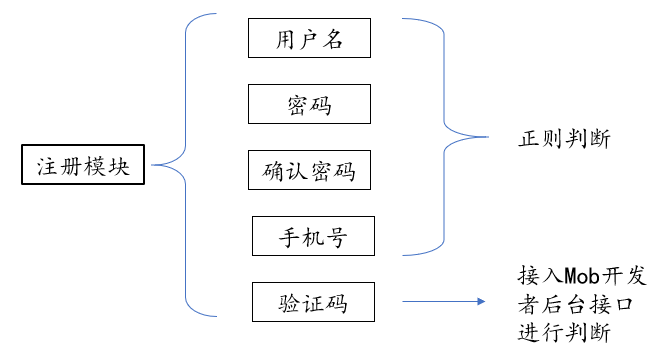 用户名
密码
注册模块
确认密码
手机号
验证码
正则判断
接入Mob开发
者后台接口
进行判断